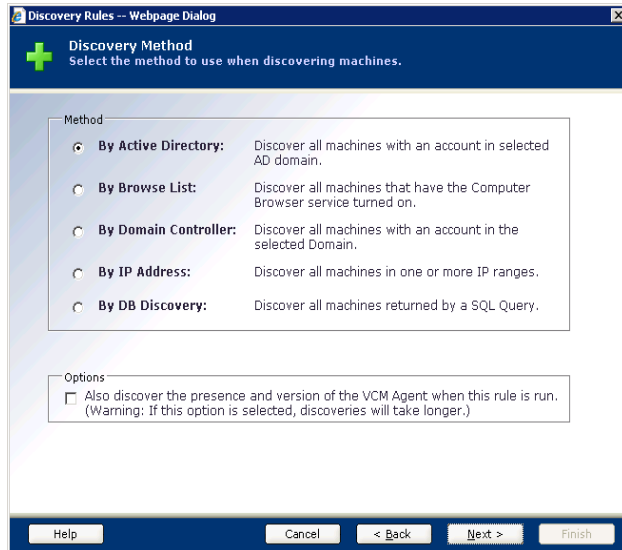 Discovery Rules -- Webpage Dialog
Discovery Method
Select the method to use when discovering machines.
Method
By Active Directory: Discover all machines with an account in selected
AD domain.
By Browse List: Discover all machines that have the Computer
Browser service turned on.
By Domain Controller: Discover all machines with an account in the
selected Domain.
By IP Address: Discover all machines in one or more IP ranges.
By DB Discovery: Discover all machines returned by a SQL Query.
Options
Also discover the presence and version of the VCM Agent when this rule is run.
(Warning: If this option is selected, discoveries will take longer.)
Help Cancel < Back Next > Finish